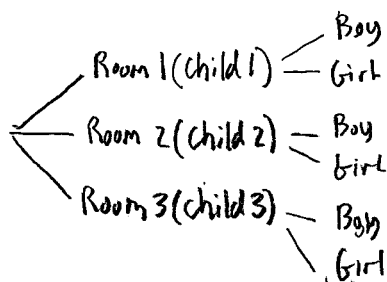 Boy
Room 1 (Child 1)
Girl
Room 2 (Child 2) Boy
Girl
Room 3 (Child 3) Boy
Girl